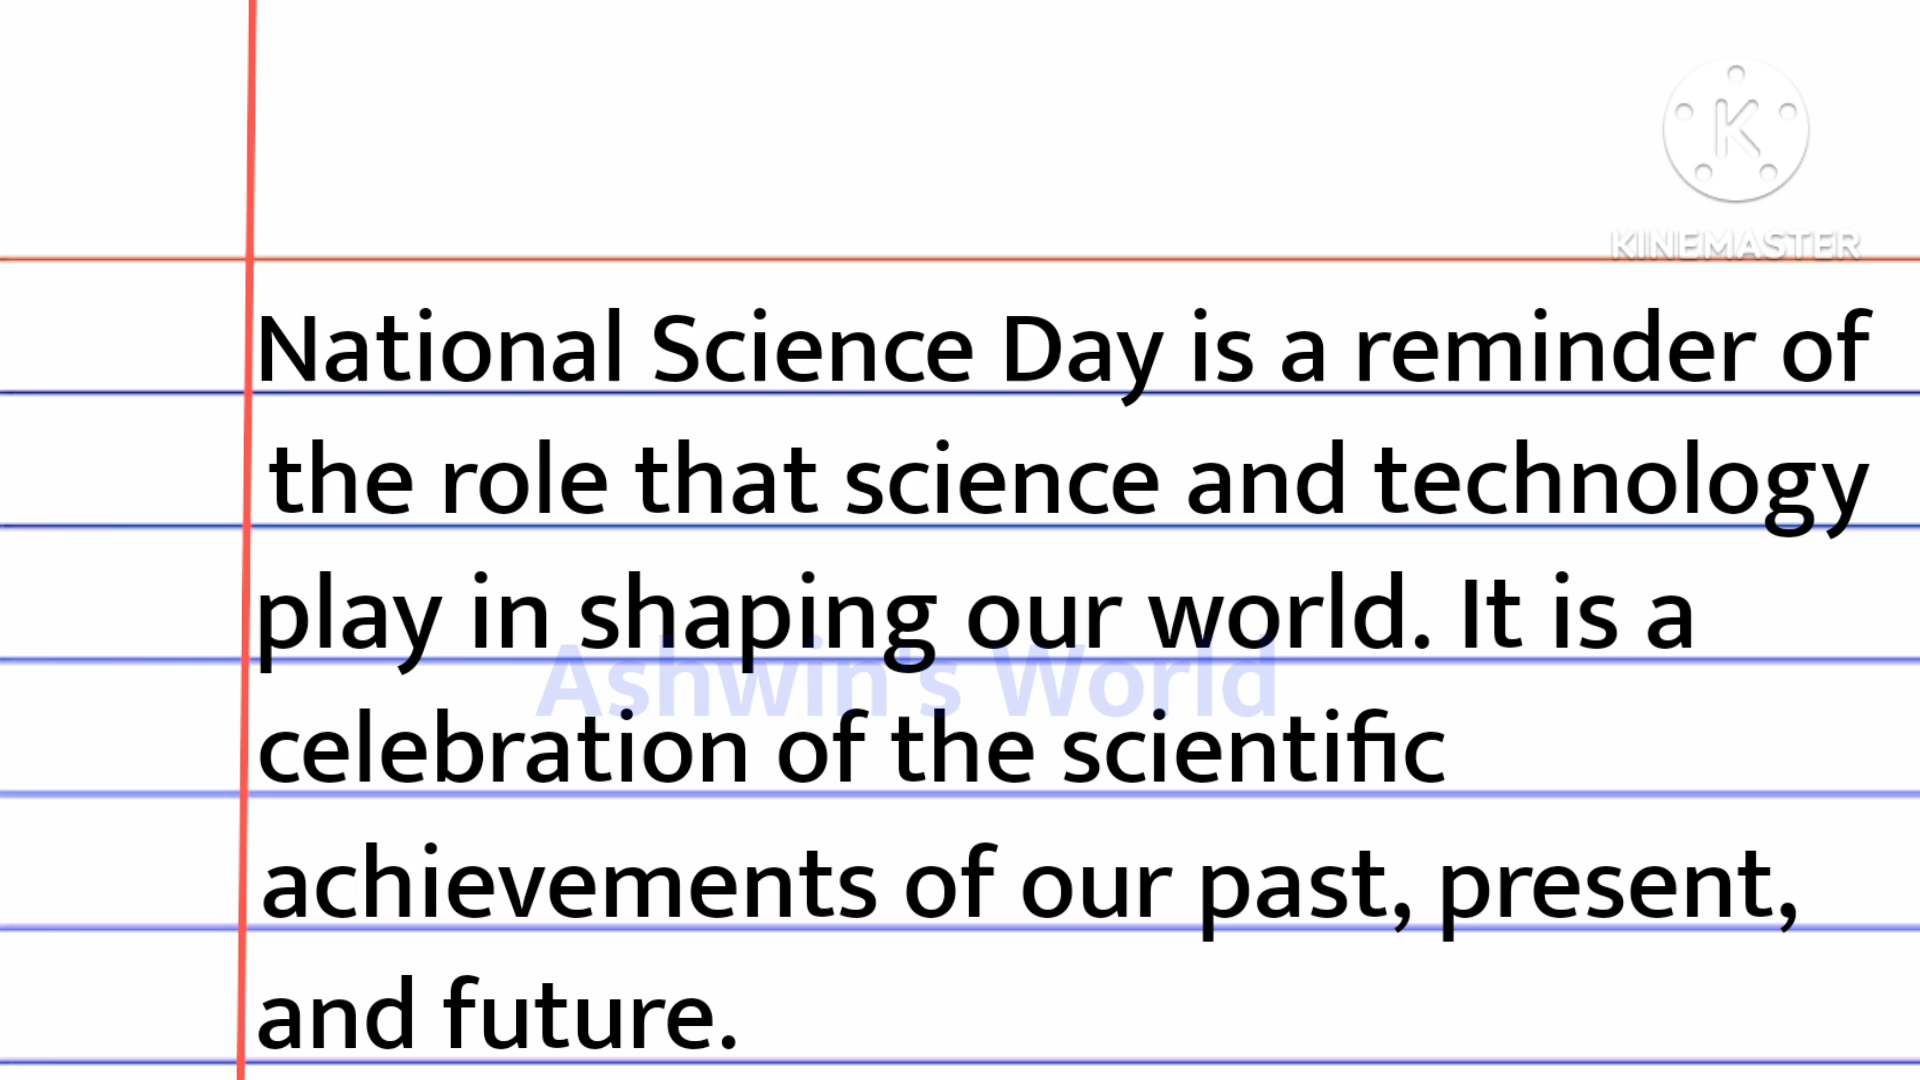 KINEMASTER
National Science Day is a reminder of
the role that science and technology
play in shaping our world. It is a
Ashwin's World
celebration of the scientific
achievements of our past, present,
and future.